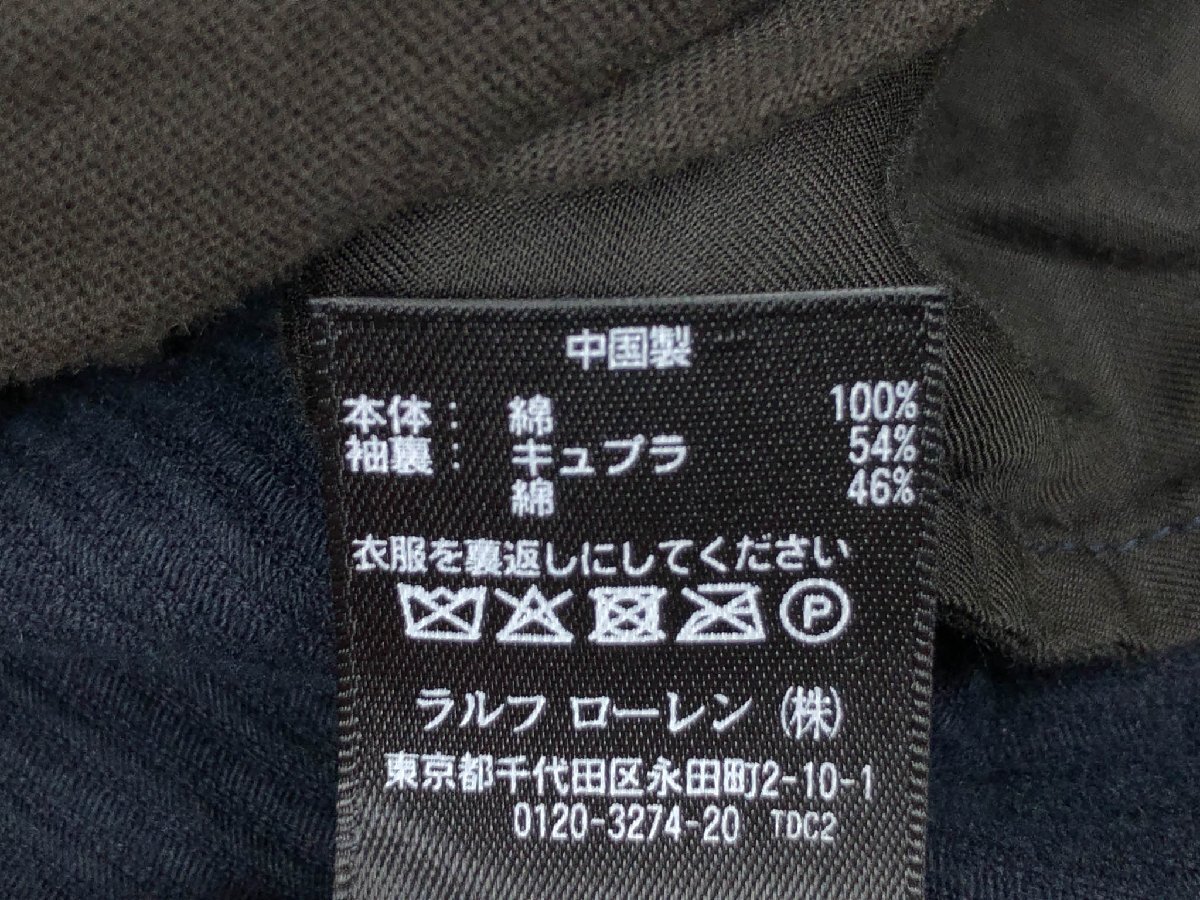 中国製
本体： 綿 100%
袖裏： キュプラ 54%
綿 46%
衣服を裏返しにしてください
P
ラルフ ローレン (株)
東京都千代田区永田町2-10-1
0120-3274-20 TDC2